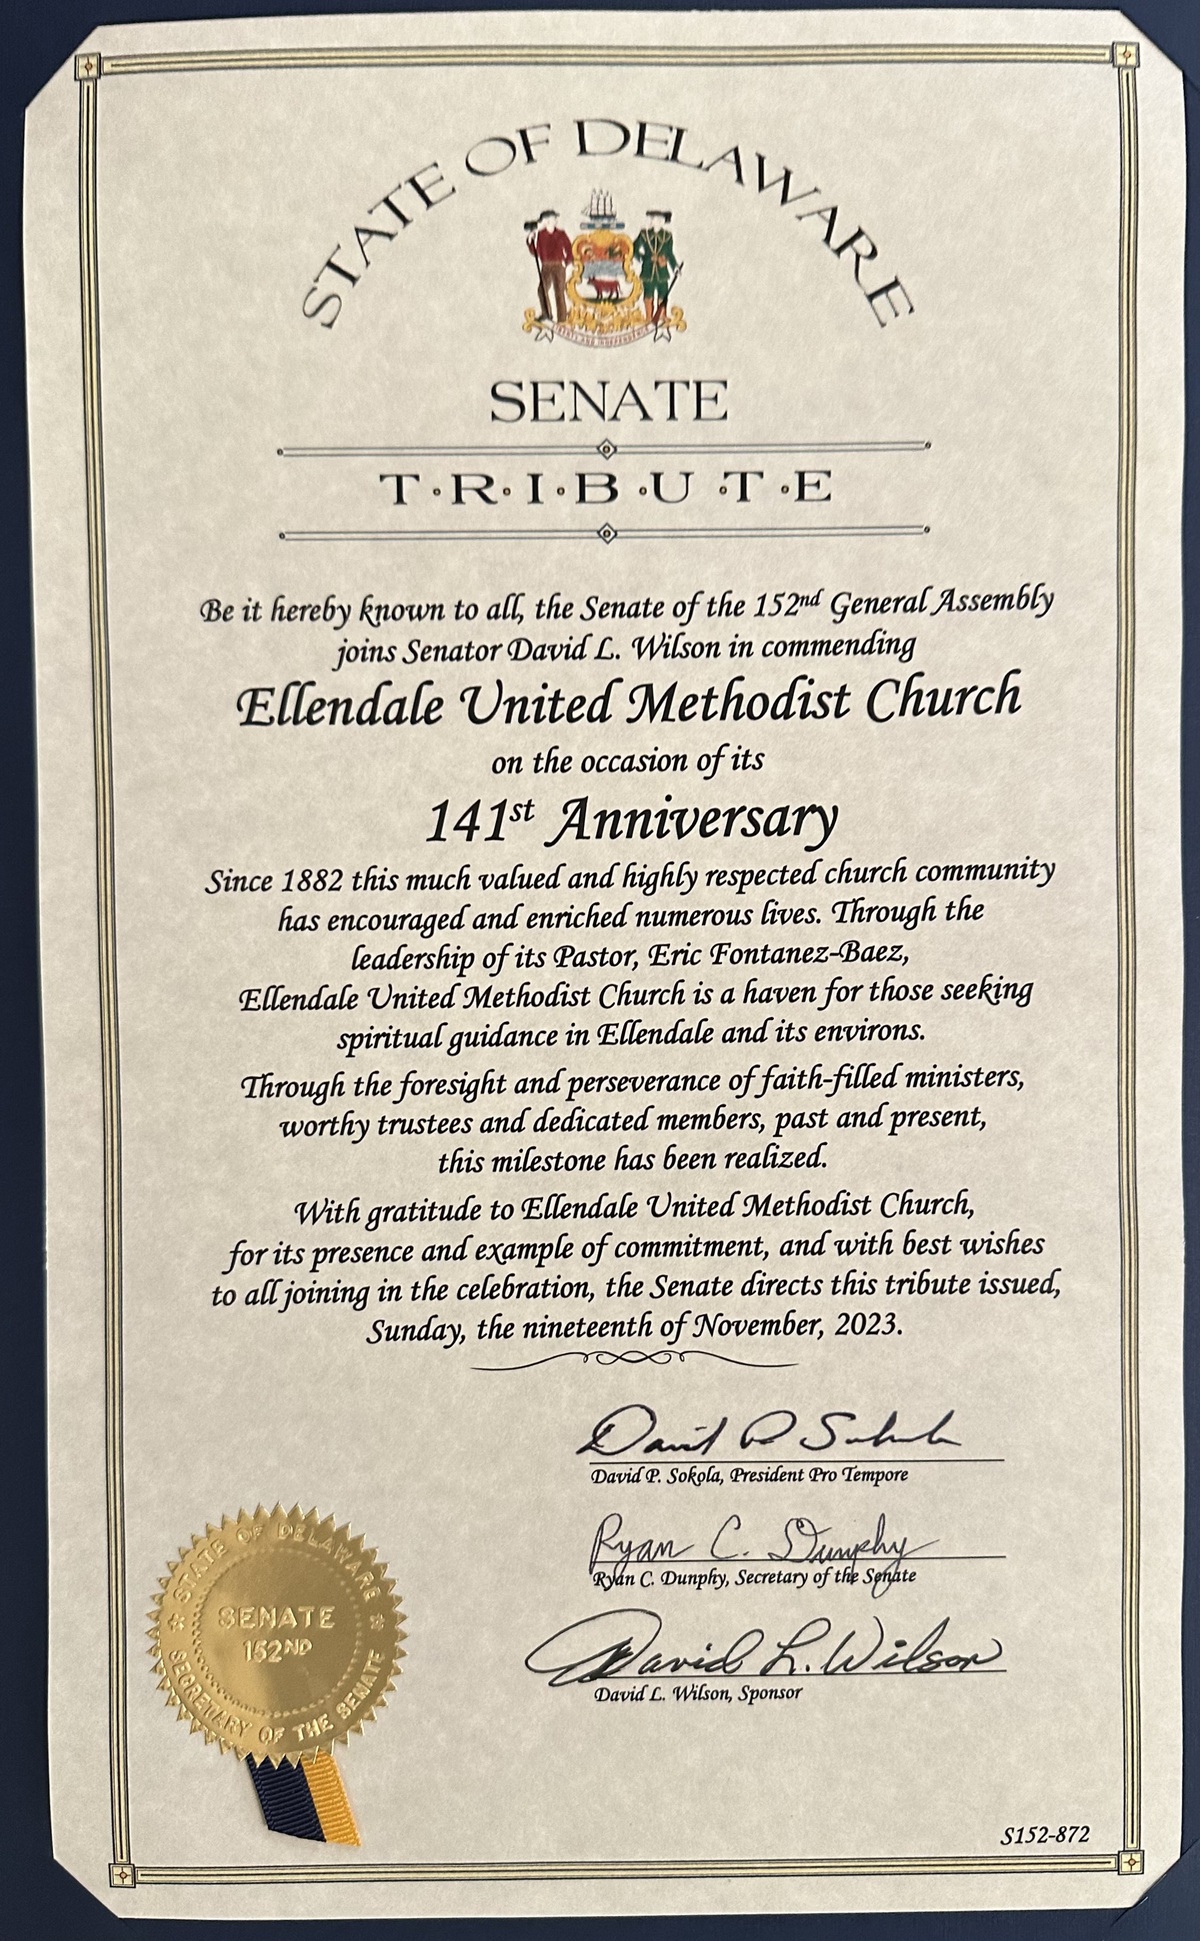 STATE OF DELAWARE
SENATE
T·R·I·B·U·T·E
Be it hereby known to all, the Senate of the 152nd General Assembly
joins Senator David L. Wilson in commending
Ellendale United Methodist Church
on the occasion of its
141st Anniversary
Since 1882 this much valued and highly respected church community
has encouraged and enriched numerous lives. Through the
leadership of its Pastor, Eric Fontanez-Baez,
Ellendale United Methodist Church is a haven for those seeking
spiritual guidance in Ellendale and its environs.
Through the foresight and perseverance of faith-filled ministers,
worthy trustees and dedicated members, past and present,
this milestone has been realized.
With gratitude to Ellendale United Methodist Church,
for its presence and example of commitment, and with best wishes
to all joining in the celebration, the Senate directs this tribute issued,
Sunday, the nineteenth of November, 2023.
David P Sokola
David P. Sokola, President Pro Tempore
Ryan C. Dunphy
Ryan C. Dunphy, Secretary of the Senate
David L. Wilson
David L. Wilson, Sponsor
STATE OF DELAWARE
SENATE
152ND
SECRETARY OF THE SENATE
S152-872